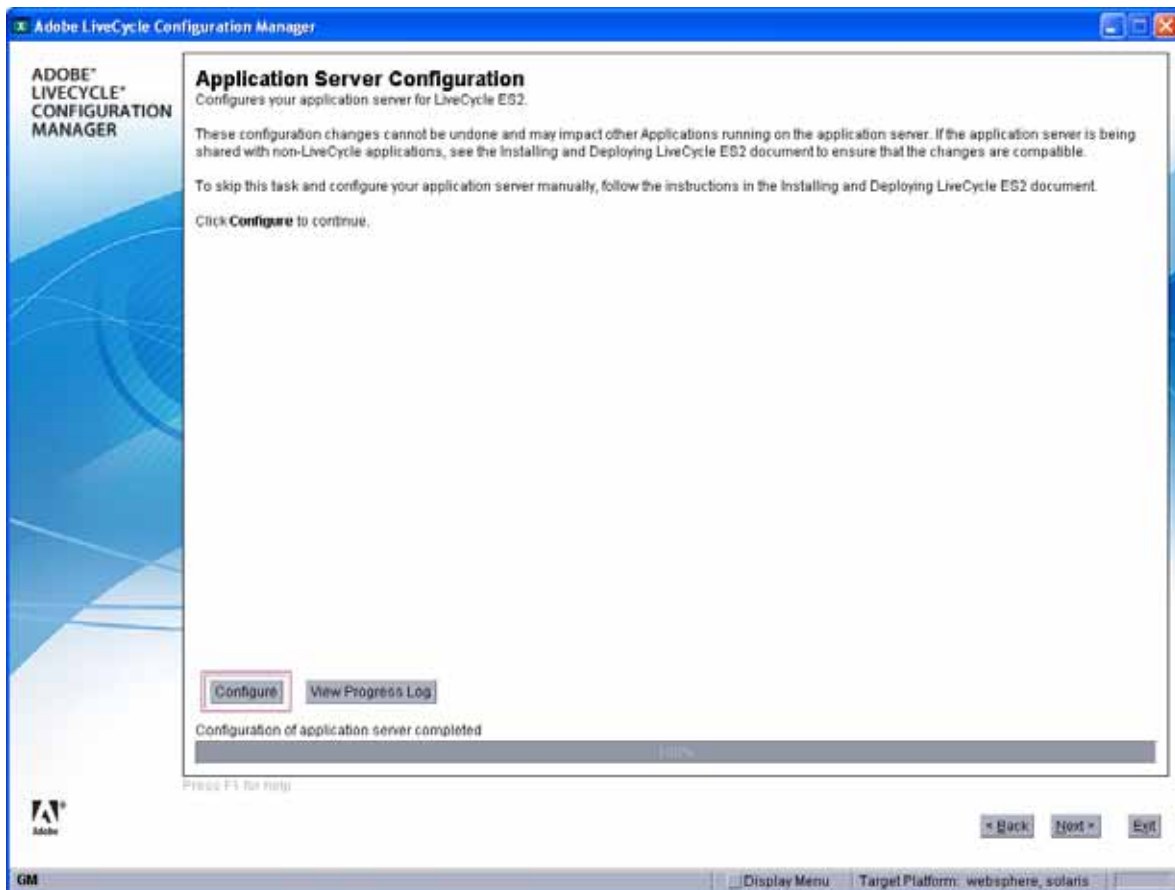 Adobe LiveCycle Configuration Manager
ADOBE®
LIVECYCLE®
CONFIGURATION
MANAGER
Application Server Configuration
Configures your application server for LiveCycle ES2.
These configuration changes cannot be undone and may impact other Applications running on the application server. If the application server is being
shared with non-LiveCycle applications, see the Installing and Deploying LiveCycle ES2 document to ensure that the changes are compatible.
To skip this task and configure your application server manually, follow the instructions in the Installing and Deploying LiveCycle ES2 document.
Click Configure to continue.
Configure
View Progress Log
Configuration of application server completed
100%
Press F1 for help
Adobe
< Back
Next >
Exit
GM
Display Menu
Target Platform: websphere, solaris